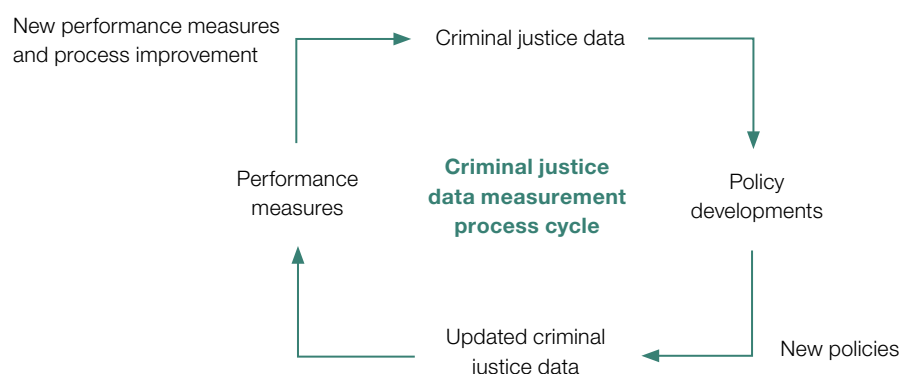 New performance measures
and process improvement
Criminal justice data
Performance
measures
Criminal justice
data measurement
process cycle
Policy
developments
Updated criminal
justice data
New policies